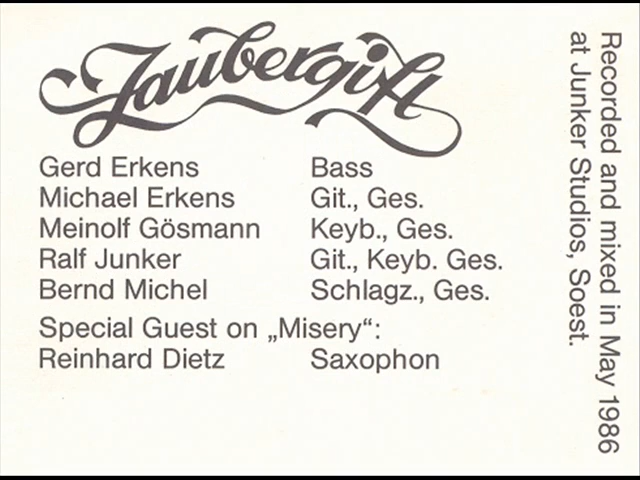 Zaubergift
Gerd Erkens Bass
Michael Erkens Git., Ges.
Meinolf Gösmann Keyb., Ges.
Ralf Junker Git., Keyb. Ges.
Bernd Michel Schlagz., Ges.
Special Guest on „Misery“:
Reinhard Dietz Saxophon
Recorded and mixed in May 1986
at Junker Studios, Soest.